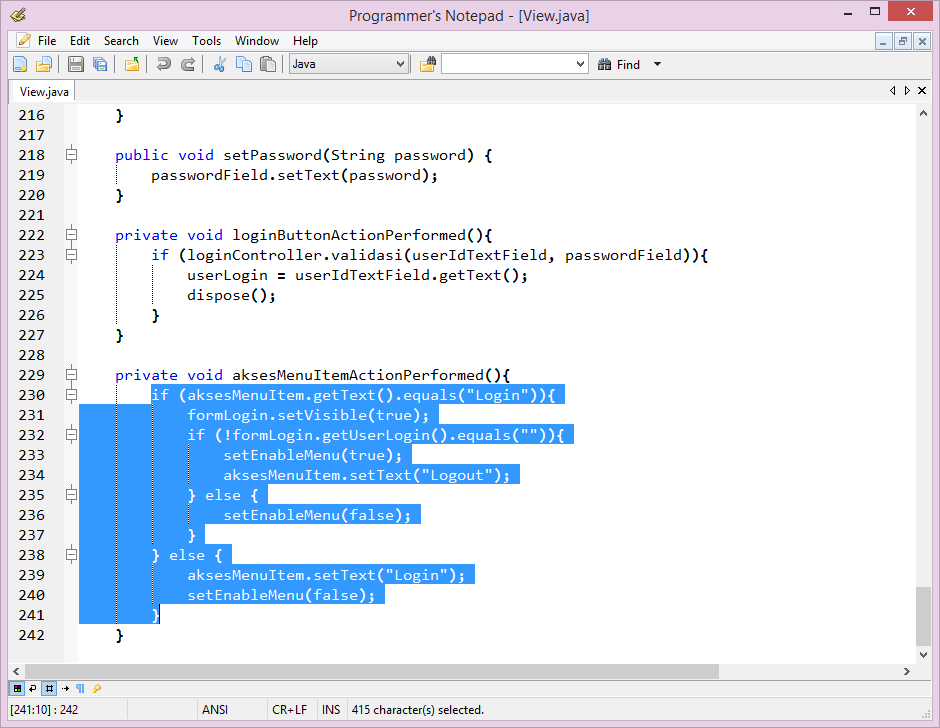 Programmer's Notepad - [View.java]
File Edit Search View Tools Window Help
Java Find
View.java
216 }
217
218 public void setPassword(String password) {
219 passwordField.setText(password);
220 }
221
222 private void loginButtonActionPerformed(){
223 if (loginController.validasi(userIdTextField, passwordField)){
224 userLogin = userIdTextField.getText();
225 dispose();
226 }
227 }
228
229 private void aksesMenuItemActionPerformed(){
230 if (aksesMenuItem.getText().equals("Login")){
231 formLogin.setVisible(true);
232 if (!formLogin.getUserLogin().equals("")){
233 setEnableMenu(true);
234 aksesMenuItem.setText("Logout");
235 } else {
236 setEnableMenu(false);
237 }
238 } else {
239 aksesMenuItem.setText("Login");
240 setEnableMenu(false);
241 }
242 }
[241:10] : 242 ANSI CR+LF INS 415 character(s) selected.